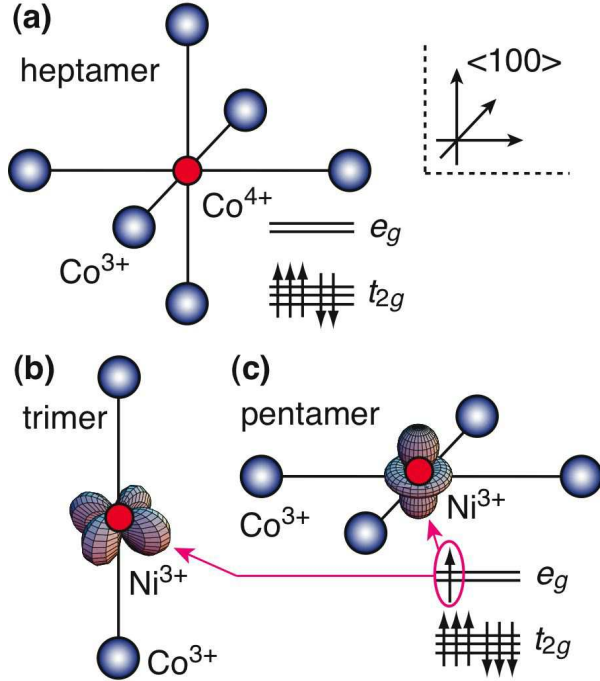 (a)
heptamer
<100>
Co4+
Co3+
eg
t2g
(b)
trimer
Ni3+
Co3+
(c)
pentamer
Co3+
Ni3+
eg
t2g